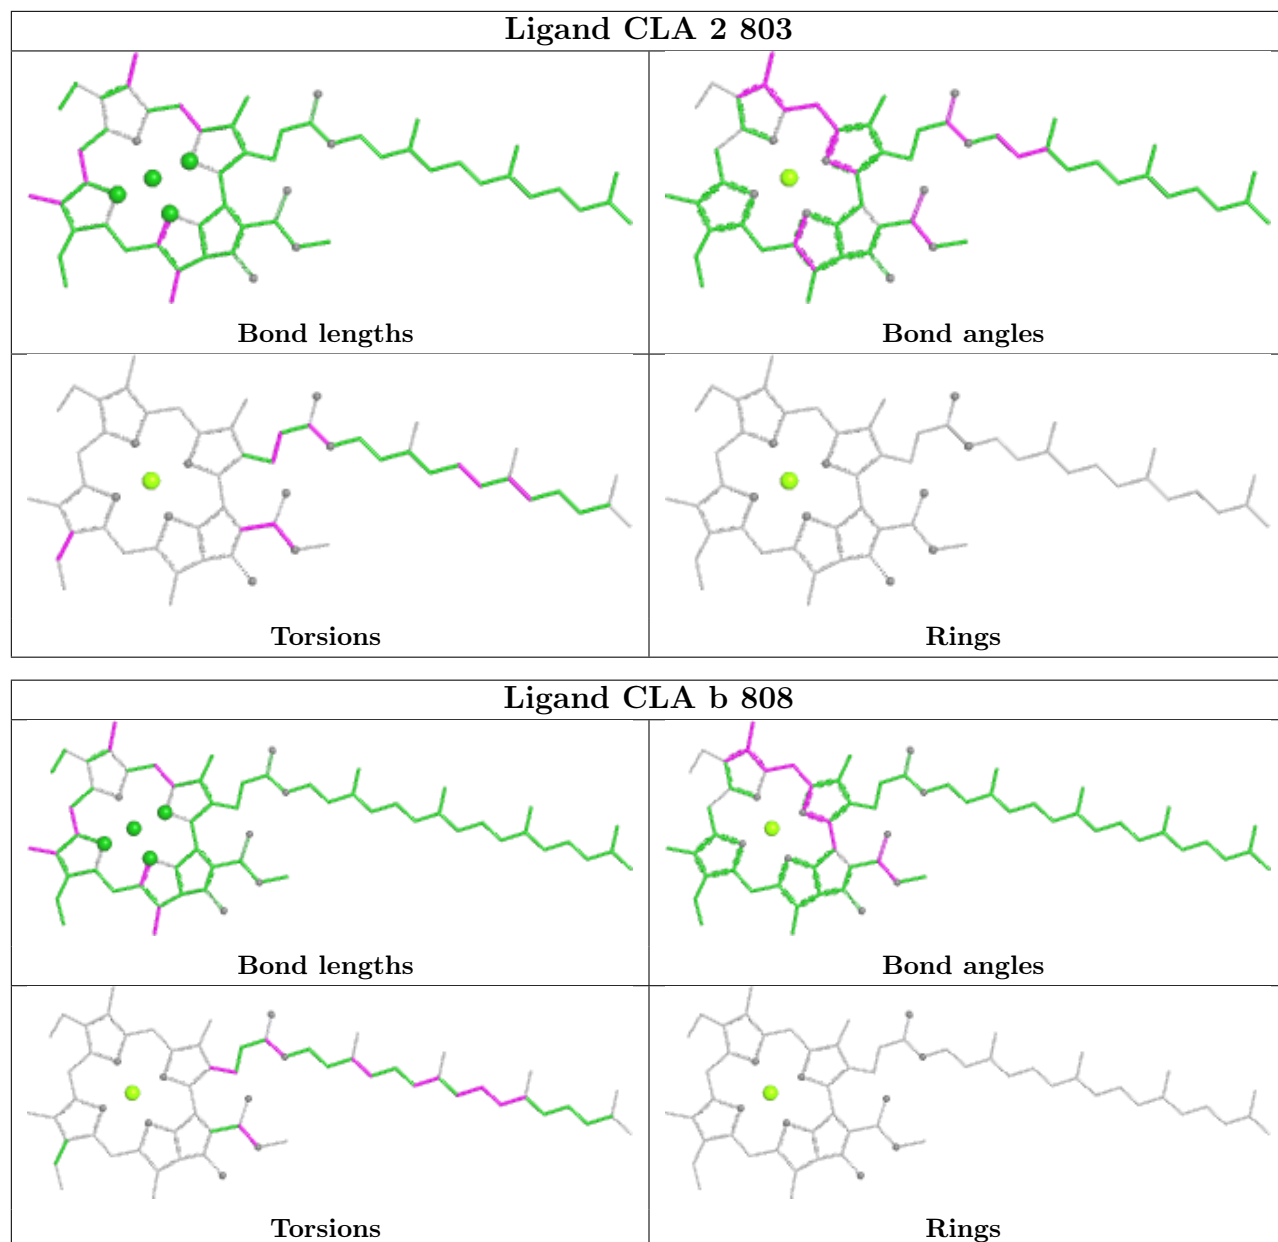 Ligand CLA 2 803
Bond lengths
Bond angles
Torsions
Rings
Ligand CLA b 808
Bond lengths
Bond angles
Torsions
Rings